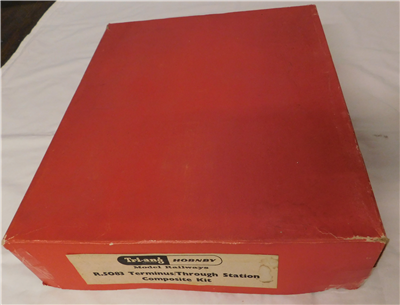 Tri-ang HORNBY
Model Railways
R.5083 Terminus/Through Station
Composite Kit